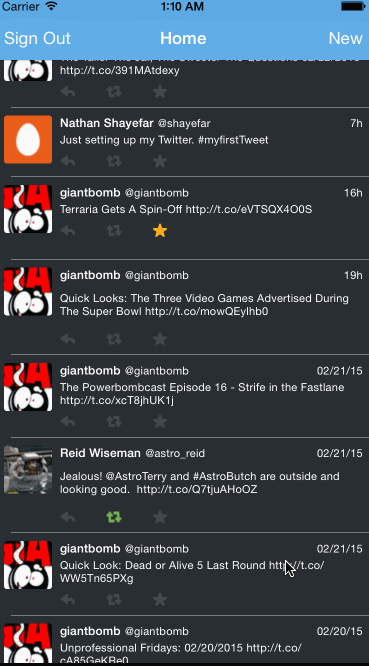 Carrier 1:10 AM
Sign Out Home New
http://t.co/391MAtdexy
Nathan Shayefar @shayefar 7h
Just setting up my Twitter. #myfirstTweet
giantbomb @giantbomb 16h
Terraria Gets A Spin-Off http://t.co/eVTSQX4O0S
giantbomb @giantbomb 19h
Quick Looks: The Three Video Games Advertised During
The Super Bowl http://t.co/mowQEylhb0
giantbomb @giantbomb 02/21/15
The Powerbombcast Episode 16 - Strife in the Fastlane
http://t.co/xcT8jhUK1j
Reid Wiseman @astro_reid 02/21/15
Jealous! @AstroTerry and #AstroButch are outside and
looking good. http://t.co/Q7tjuAHoOZ
giantbomb @giantbomb 02/21/15
Quick Look: Dead or Alive 5 Last Round http://t.co/
WW5Tn65PXg
giantbomb @giantbomb 02/20/15
Unprofessional Fridays: 02/20/2015 http://t.co/
cA85GeKRe0